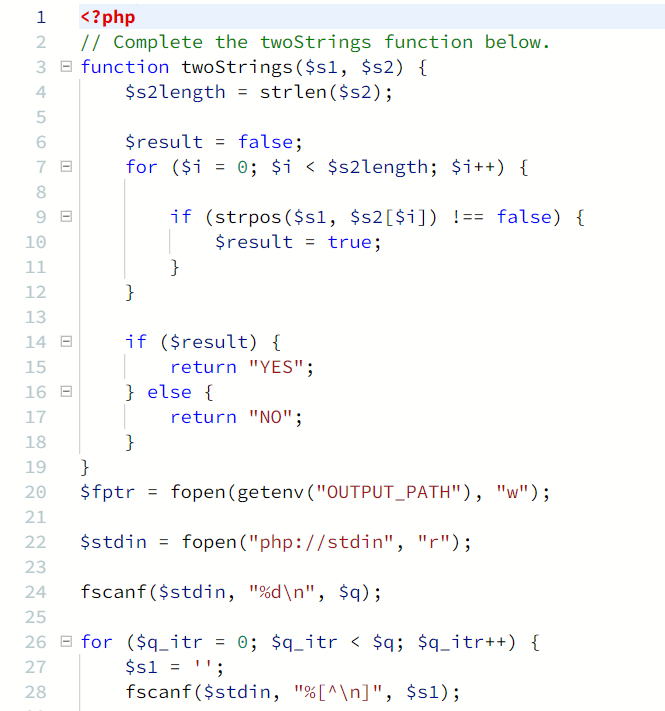 1 <?php
2 // Complete the twoStrings function below.
3 function twoStrings($s1, $s2) {
4 $s2length = strlen($s2);
5
6 $result = false;
7 for ($i = 0; $i < $s2length; $i++) {
8
9 if (strpos($s1, $s2[$i]) !== false) {
10 $result = true;
11 }
12 }
13
14 if ($result) {
15 return "YES";
16 } else {
17 return "NO";
18 }
19 }
20 $fptr = fopen(getenv("OUTPUT_PATH"), "w");
21
22 $stdin = fopen("php://stdin", "r");
23
24 fscanf($stdin, "%d\n", $q);
25
26 for ($q_itr = 0; $q_itr < $q; $q_itr++) {
27 $s1 = '';
28 fscanf($stdin, "%[^\n]", $s1);